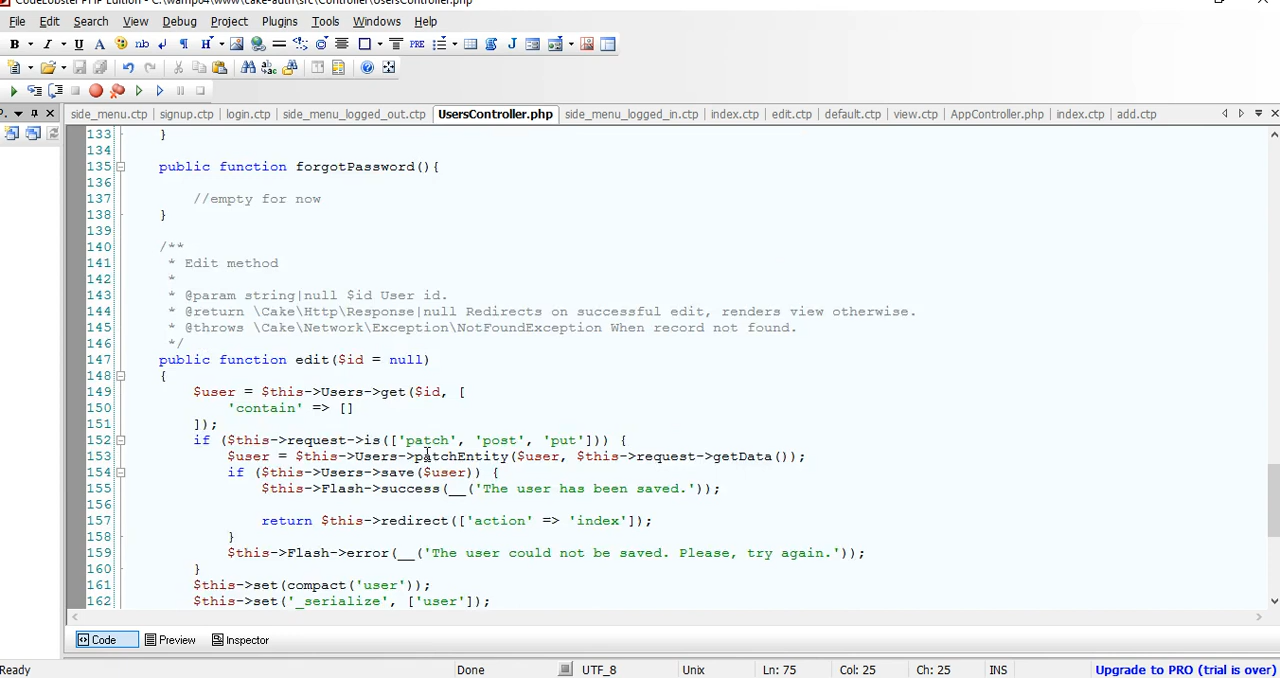 CodeLobster PHP Edition - C:\wamp64\www\cake-auth\src\Controller\UsersController.php
File Edit Search View Debug Project Plugins Tools Windows Help
B I U A nb ¶ H PRE J
P.
side_menu.ctp signup.ctp login.ctp side_menu_logged_out.ctp UsersController.php side_menu_logged_in.ctp index.ctp edit.ctp default.ctp view.ctp AppController.php index.ctp add.ctp
133 }
134
135 public function forgotPassword(){
136
137 //empty for now
138 }
139
140 /**
141 * Edit method
142 *
143 * @param string|null $id User id.
144 * @return \Cake\Http\Response|null Redirects on successful edit, renders view otherwise.
145 * @throws \Cake\Network\Exception\NotFoundException When record not found.
146 */
147 public function edit($id = null)
148 {
149 $user = $this->Users->get($id, [
150 'contain' => []
151 ]);
152 if ($this->request->is(['patch', 'post', 'put'])) {
153 $user = $this->Users->patchEntity($user, $this->request->getData());
154 if ($this->Users->save($user)) {
155 $this->Flash->success(__('The user has been saved.'));
156
157 return $this->redirect(['action' => 'index']);
158 }
159 $this->Flash->error(__('The user could not be saved. Please, try again.'));
160 }
161 $this->set(compact('user'));
162 $this->set('_serialize', ['user']);
Code Preview Inspector
Ready Done UTF_8 Unix Ln: 75 Col: 25 Ch: 25 INS Upgrade to PRO (trial is over)